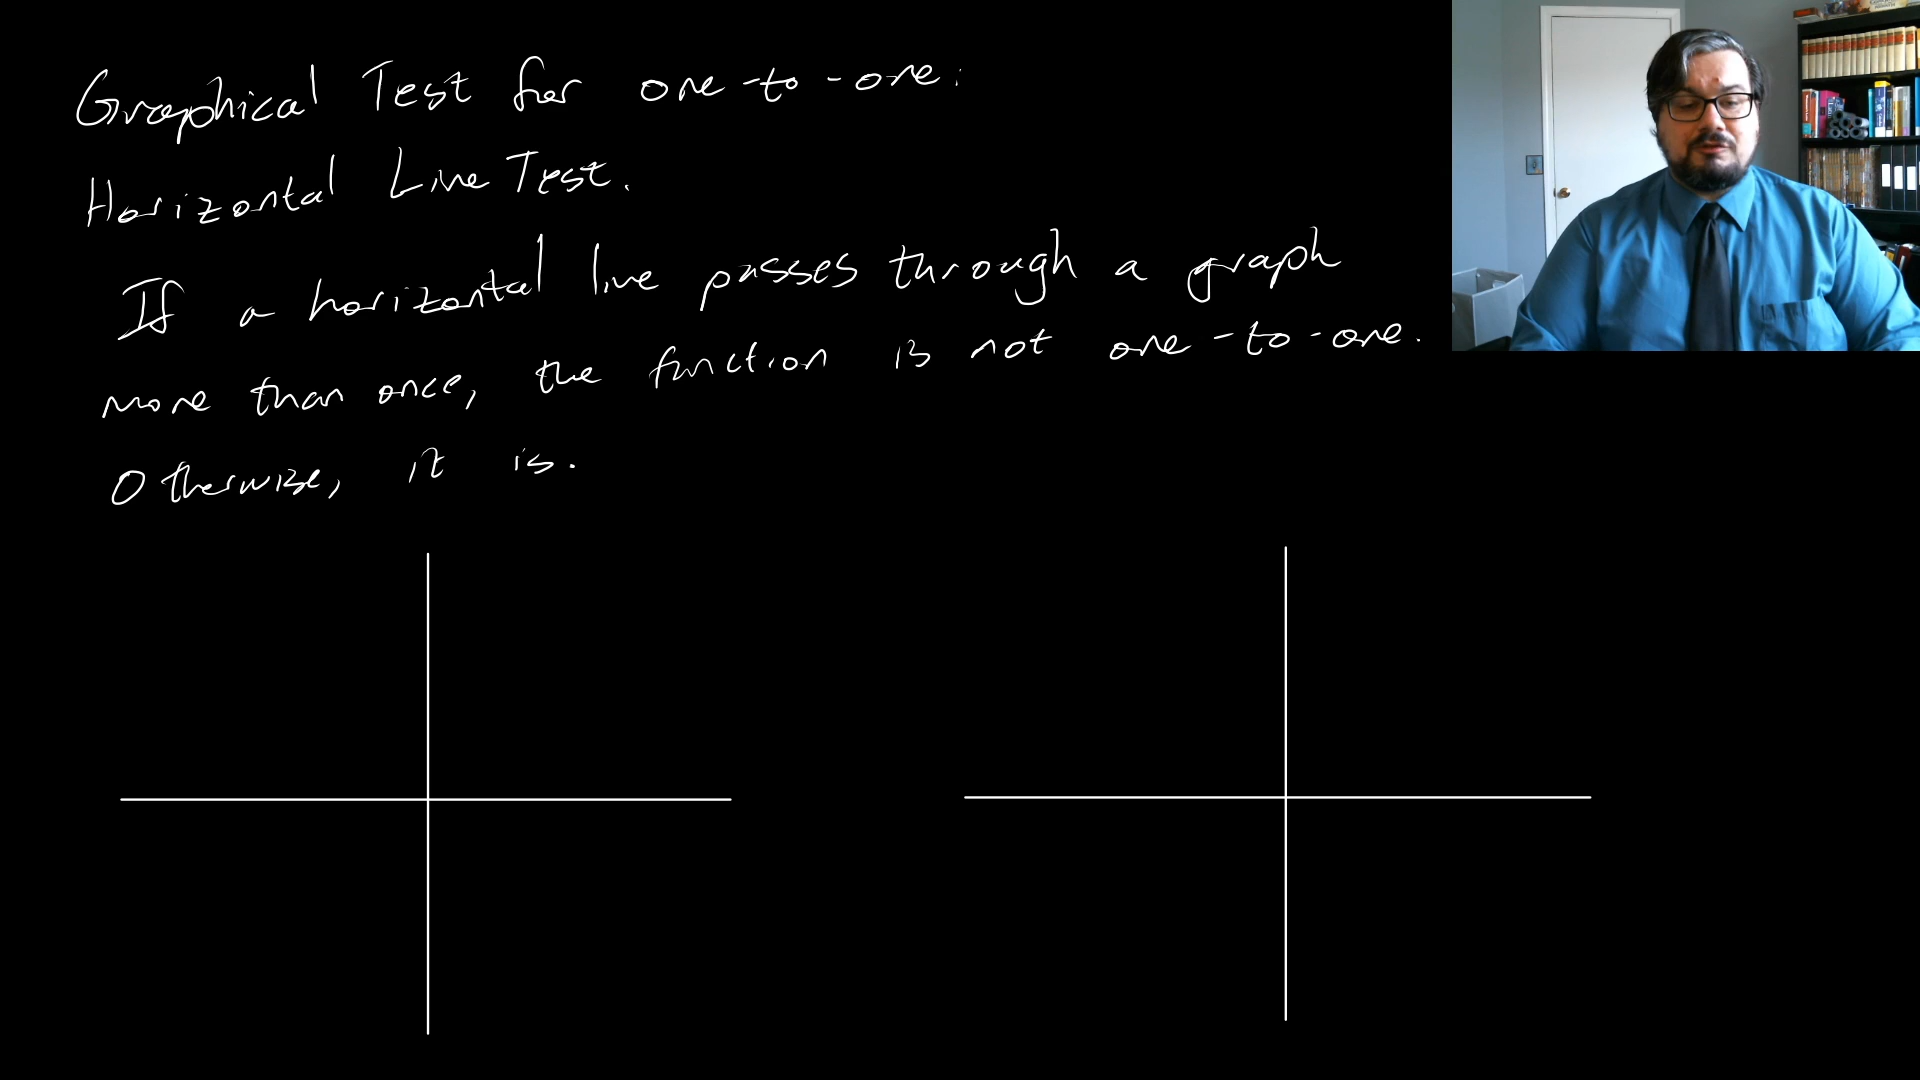 Graphical Test for one-to-one:
Horizontal Line Test.
If a horizontal line passes through a graph
more than once, the function is not one-to-one.
Otherwise, it is.